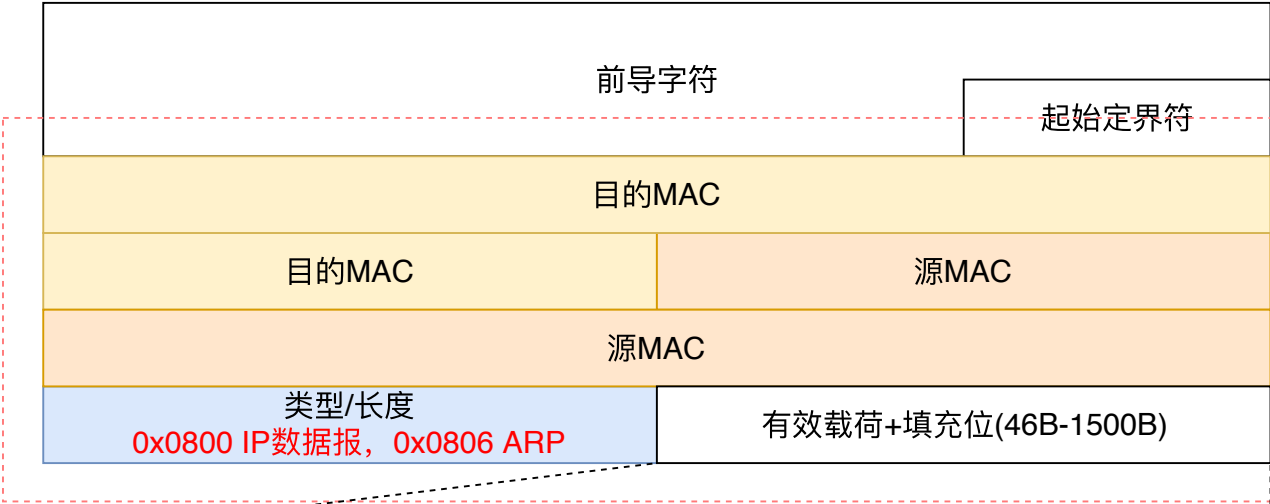 前导字符
起始定界符
目的MAC
目的MAC
源MAC
源MAC
类型/长度
0x0800 IP数据报，0x0806 ARP
有效载荷+填充位(46B-1500B)